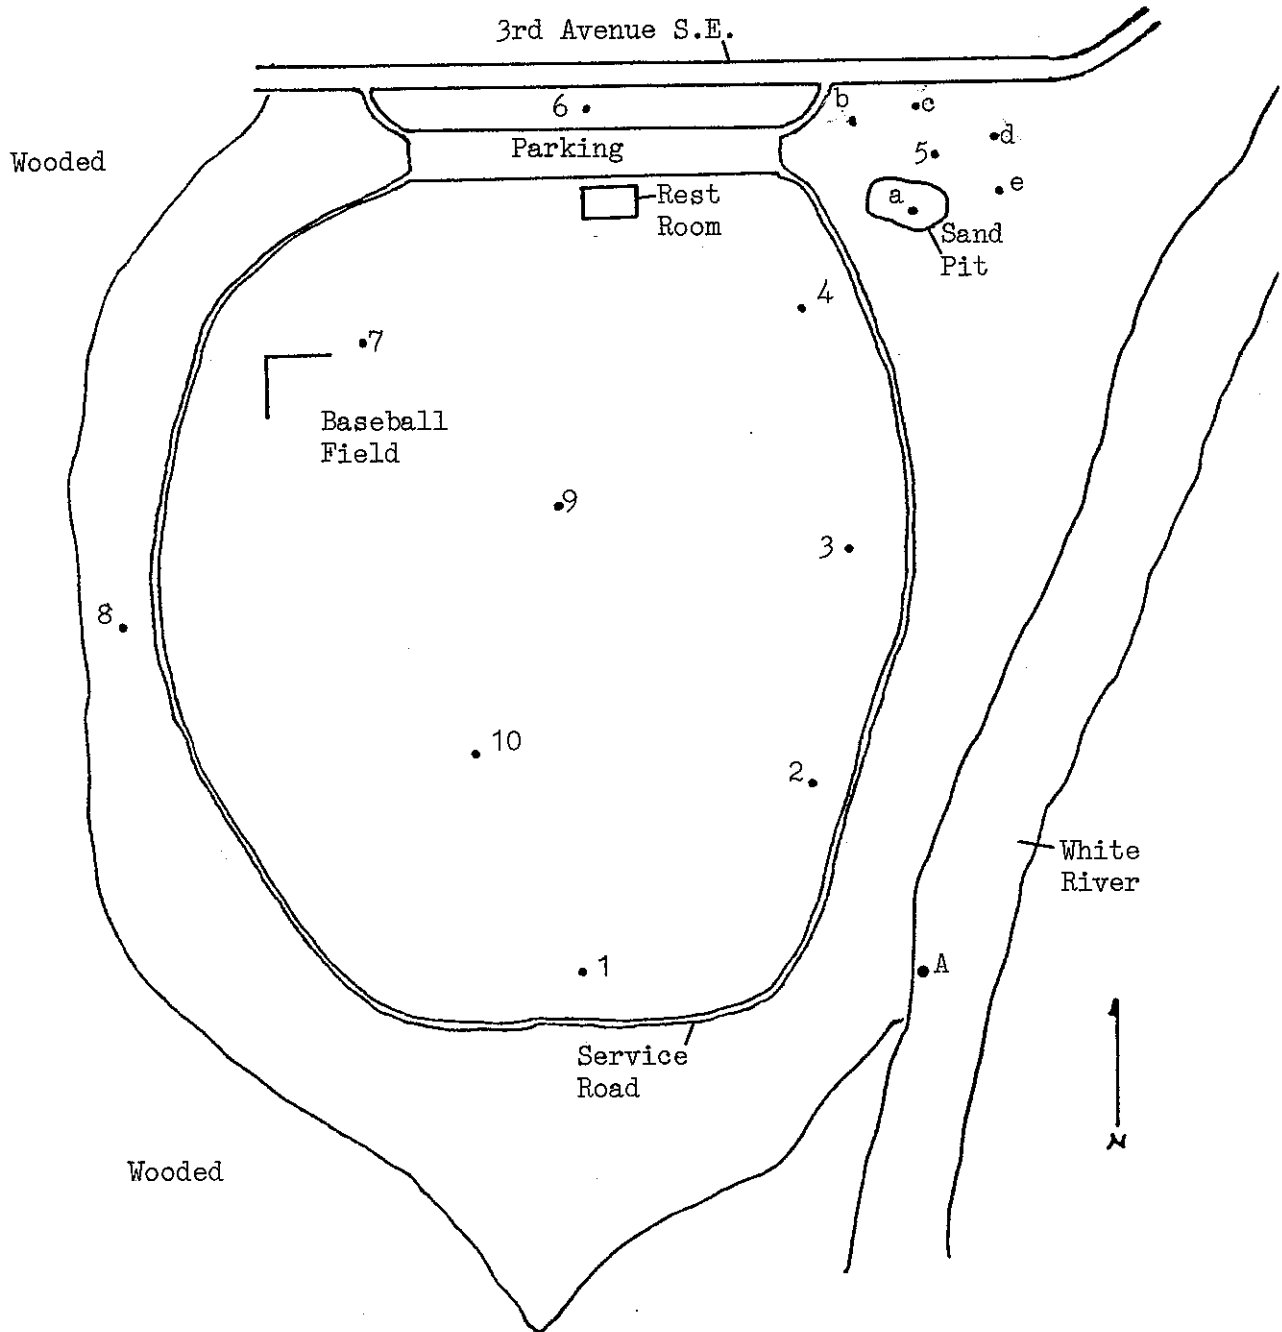 3rd Avenue S.E.
6
b
c
d
Wooded
Parking
5
e
a
Rest
Room
Sand
Pit
4
7
Baseball
Field
9
3
8
10
2
White
River
1
A
Service
Road
N
Wooded